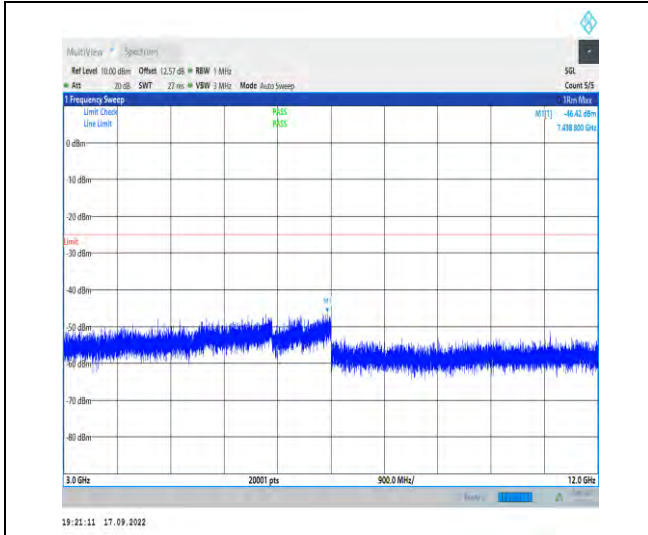 MultiView Spectrum
Ref Level 10.00 dBm Offset 12.57 dB RBW 1 MHz SGL
Att 20 dB SWT 27 ms VBW 3 MHz Mode Auto Sweep Count 5/5
1 Frequency Sweep 1Rm Max
Limit Check PASS M1[1] -46.42 dBm
Line Limit PASS 7.438 800 GHz
0 dBm
-10 dBm
-20 dBm
Limit
-30 dBm
-40 dBm
M1
-50 dBm
-60 dBm
-70 dBm
-80 dBm
3.0 GHz 20001 pts 900.0 MHz/ 12.0 GHz
19:21:11 17.09.2022